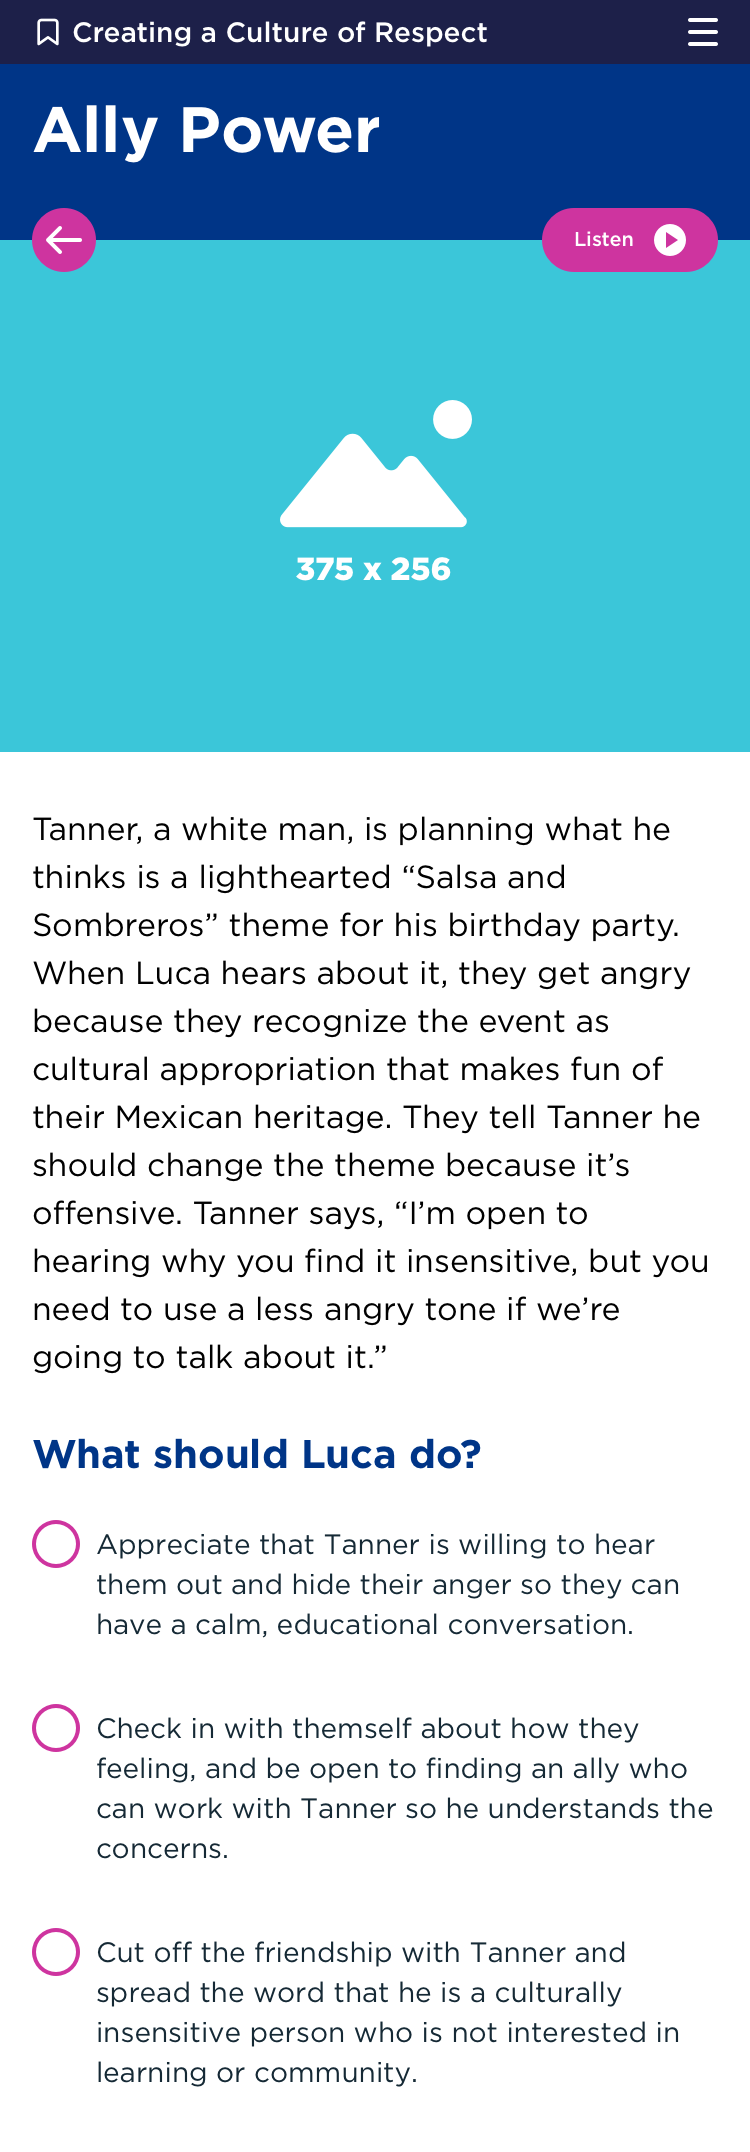 Creating a Culture of Respect
Ally Power
Listen
375 x 256
Tanner, a white man, is planning what he
thinks is a lighthearted “Salsa and
Sombreros” theme for his birthday party.
When Luca hears about it, they get angry
because they recognize the event as
cultural appropriation that makes fun of
their Mexican heritage. They tell Tanner he
should change the theme because it’s
offensive. Tanner says, “I’m open to
hearing why you find it insensitive, but you
need to use a less angry tone if we’re
going to talk about it.”
What should Luca do?
Appreciate that Tanner is willing to hear
them out and hide their anger so they can
have a calm, educational conversation.
Check in with themself about how they
feeling, and be open to finding an ally who
can work with Tanner so he understands the
concerns.
Cut off the friendship with Tanner and
spread the word that he is a culturally
insensitive person who is not interested in
learning or community.